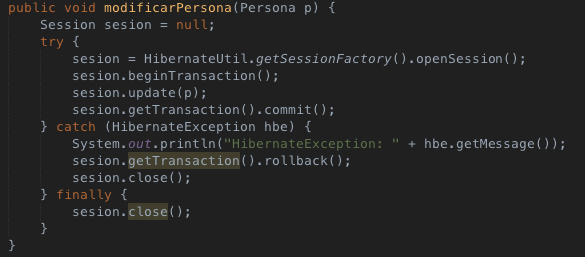 public void modificarPersona(Persona p) {
    Session sesion = null;
    try {
        sesion = HibernateUtil.getSessionFactory().openSession();
        sesion.beginTransaction();
        sesion.update(p);
        sesion.getTransaction().commit();
    } catch (HibernateException hbe) {
        System.out.println("HibernateException: " + hbe.getMessage());
        sesion.getTransaction().rollback();
        sesion.close();
    } finally {
        sesion.close();
    }
}